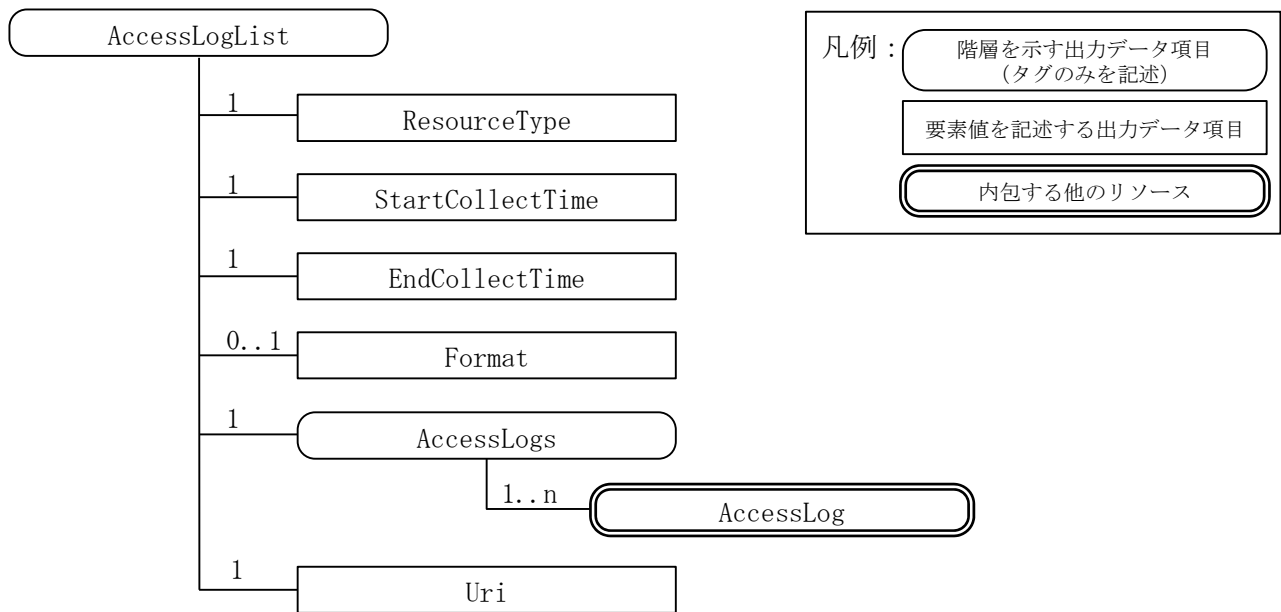 AccessLogList
1
ResourceType
1
StartCollectTime
1
EndCollectTime
0..1
Format
1
AccessLogs
1..n
AccessLog
1
Uri
凡例：
階層を示す出力データ項目
（タグのみを記述）
要素値を記述する出力データ項目
内包する他のリソース